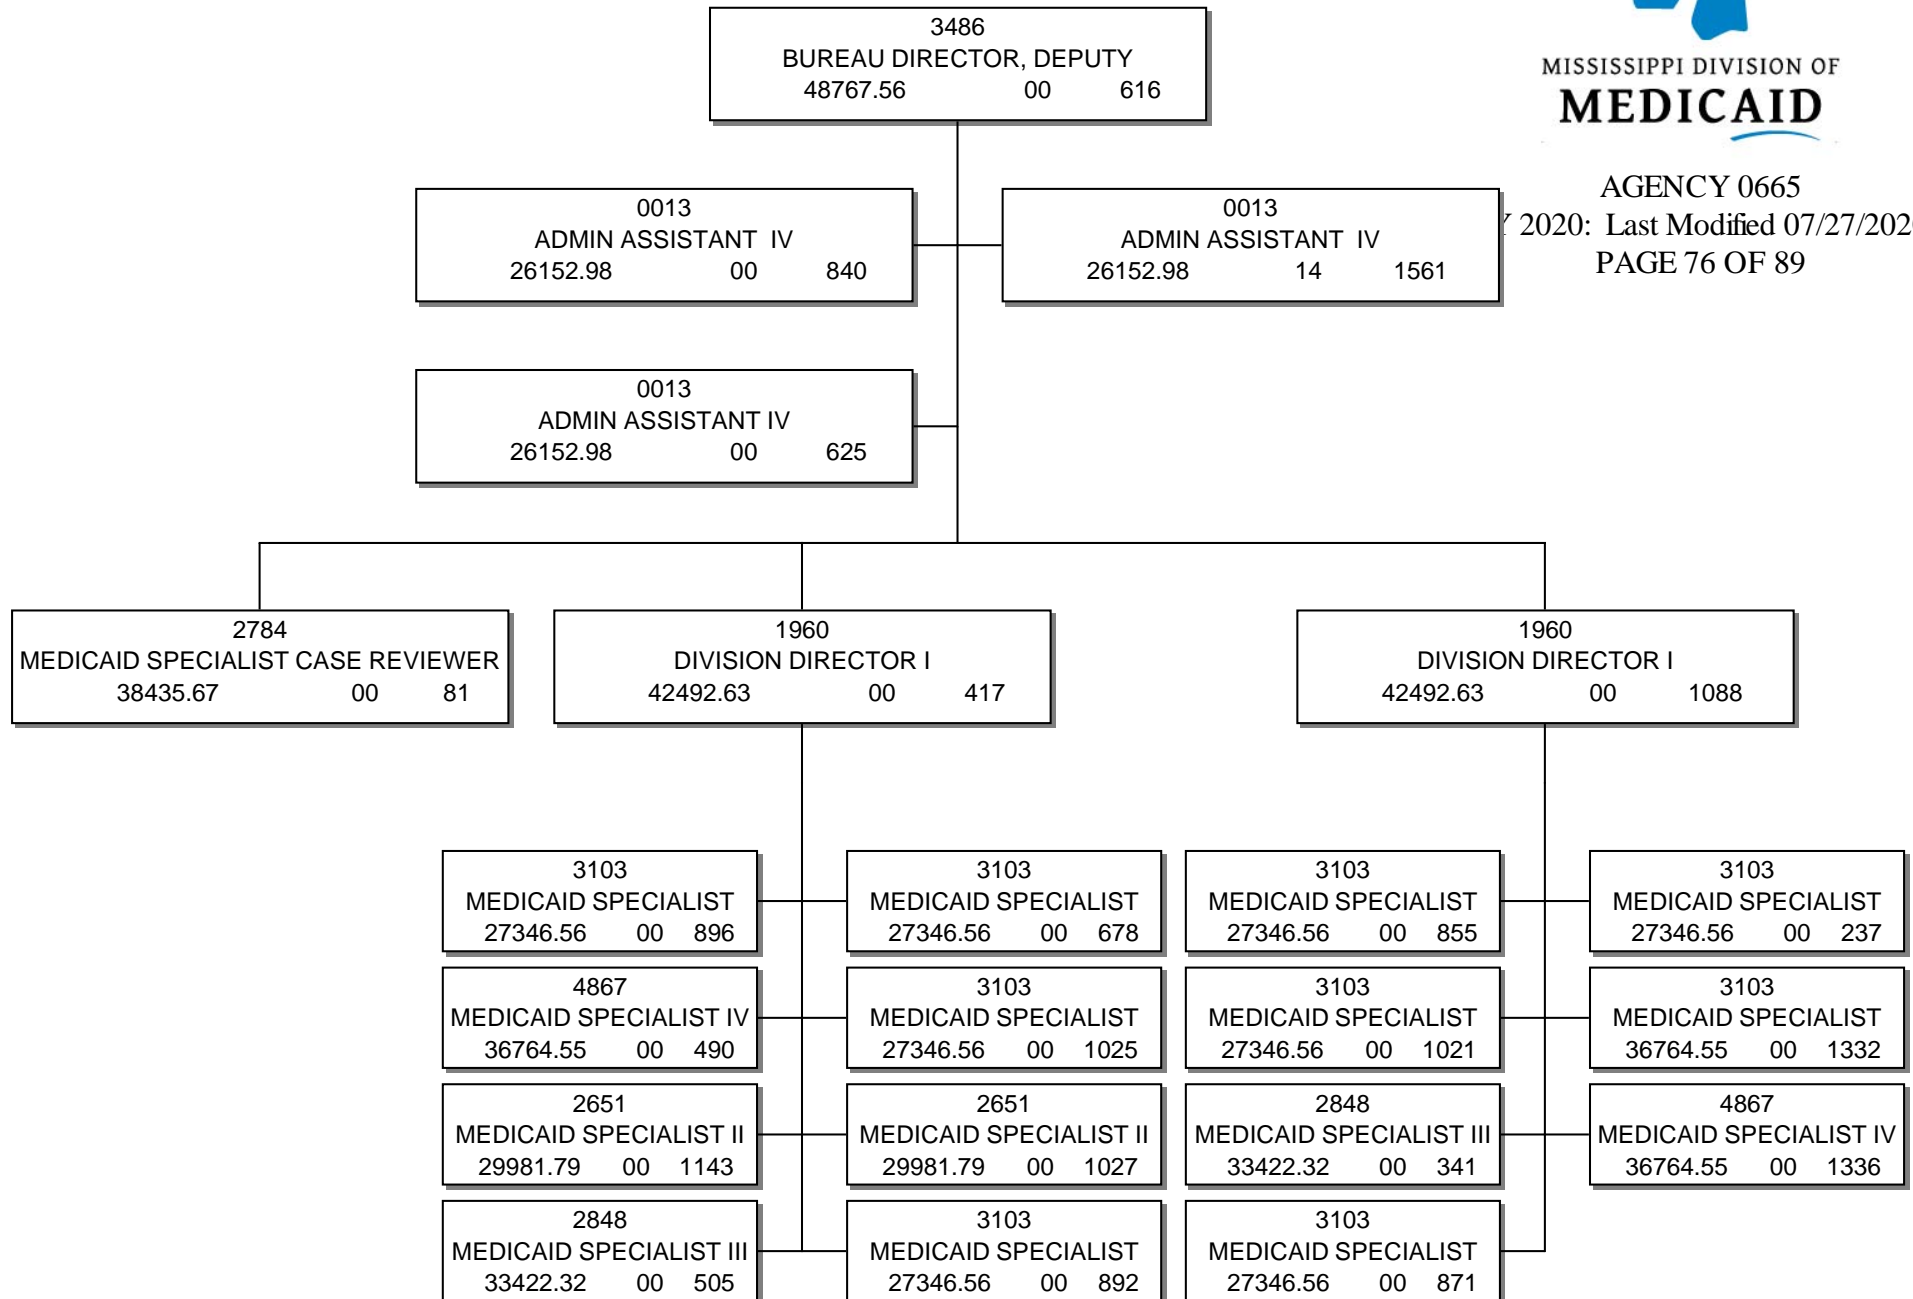 3486
BUREAU DIRECTOR, DEPUTY
48767.56 00 616
MISSISSIPPI DIVISION OF
MEDICAID
AGENCY 0665
2020: Last Modified 07/27/202
PAGE 76 OF 89
0013
ADMIN ASSISTANT IV
26152.98 00 840
0013
ADMIN ASSISTANT IV
26152.98 14 1561
0013
ADMIN ASSISTANT IV
26152.98 00 625
2784
MEDICAID SPECIALIST CASE REVIEWER
38435.67 00 81
1960
DIVISION DIRECTOR I
42492.63 00 417
1960
DIVISION DIRECTOR I
42492.63 00 1088
3103
MEDICAID SPECIALIST
27346.56 00 896
3103
MEDICAID SPECIALIST
27346.56 00 678
3103
MEDICAID SPECIALIST
27346.56 00 855
3103
MEDICAID SPECIALIST
27346.56 00 237
4867
MEDICAID SPECIALIST IV
36764.55 00 490
3103
MEDICAID SPECIALIST
27346.56 00 1025
3103
MEDICAID SPECIALIST
27346.56 00 1021
3103
MEDICAID SPECIALIST
36764.55 00 1332
2651
MEDICAID SPECIALIST II
29981.79 00 1143
2651
MEDICAID SPECIALIST II
29981.79 00 1027
2848
MEDICAID SPECIALIST III
33422.32 00 341
4867
MEDICAID SPECIALIST IV
36764.55 00 1336
2848
MEDICAID SPECIALIST III
33422.32 00 505
3103
MEDICAID SPECIALIST
27346.56 00 892
3103
MEDICAID SPECIALIST
27346.56 00 871